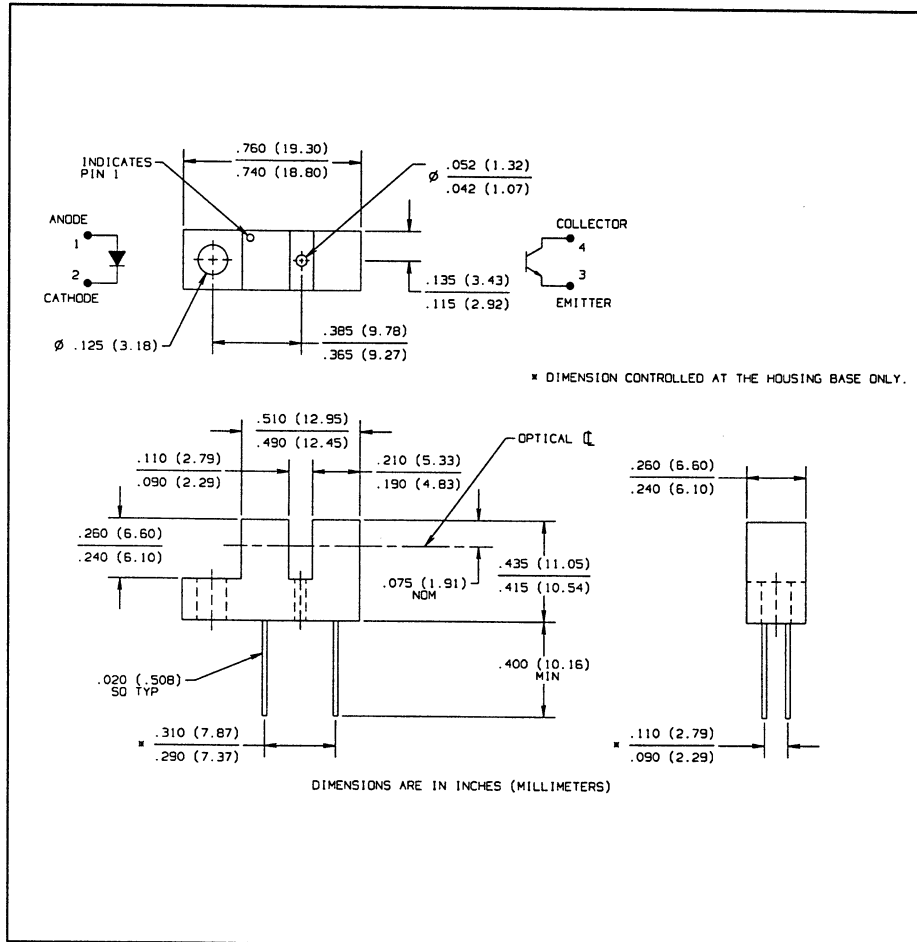 .760 (19.30)
.740 (18.80)
INDICATES
PIN 1
Ø .052 (1.32)
.042 (1.07)
ANODE
1
2
CATHODE
COLLECTOR
4
3
EMITTER
.135 (3.43)
.115 (2.92)
Ø .125 (3.18)
.385 (9.78)
.365 (9.27)
* DIMENSION CONTROLLED AT THE HOUSING BASE ONLY.
.510 (12.95)
.490 (12.45)
OPTICAL ℄
.110 (2.79)
.090 (2.29)
.210 (5.33)
.190 (4.83)
.260 (6.60)
.240 (6.10)
.260 (6.60)
.240 (6.10)
.075 (1.91)
NOM
.435 (11.05)
.415 (10.54)
.400 (10.16)
MIN
.020 (.508)
SQ TYP
* .310 (7.87)
.290 (7.37)
* .110 (2.79)
.090 (2.29)
DIMENSIONS ARE IN INCHES (MILLIMETERS)